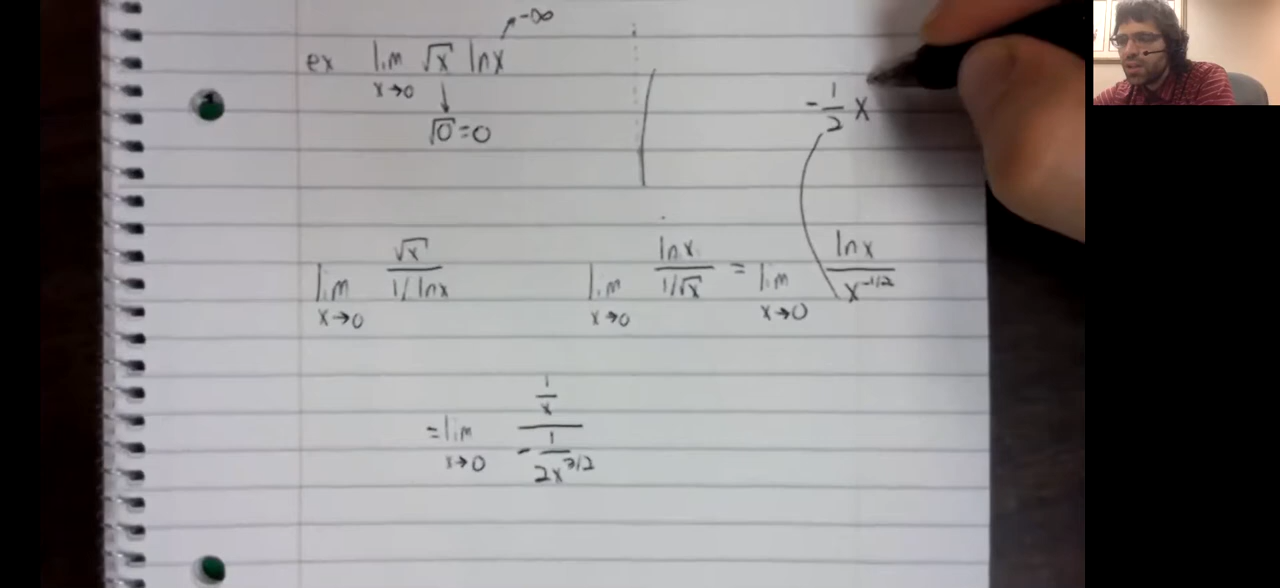 ex lim x→0 √x ln x → -∞
√0 = 0
- 1/2 x
lim x→0 √x / (1/ln x)
lim x→0 ln x / (1/√x) = lim x→0 ln x / x^(-1/2)
= lim x→0 (1/x) / (- 1/(2x^(3/2)))